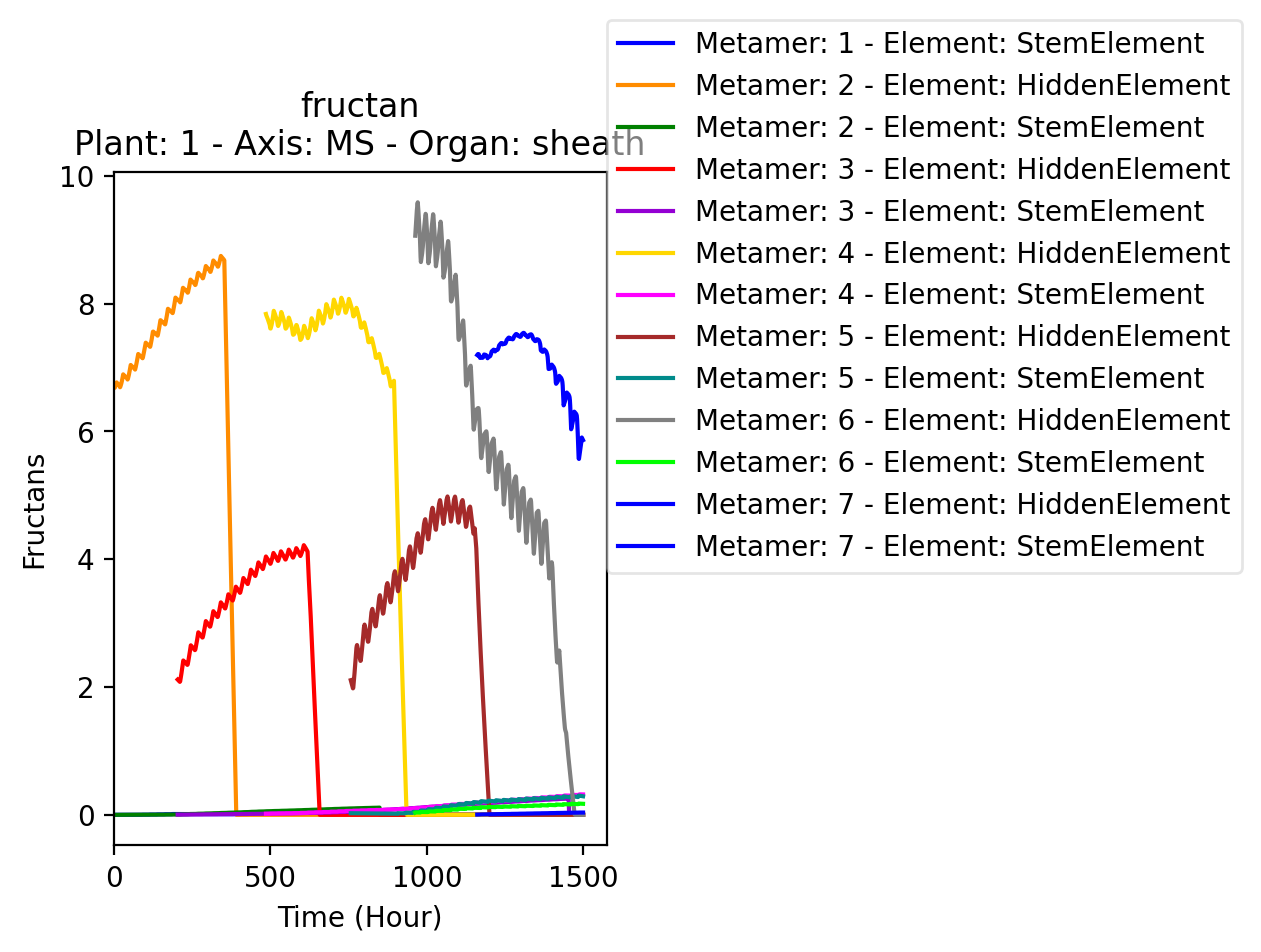 fructan
Plant: 1 - Axis: MS - Organ: sheath
Metamer: 1 - Element: StemElement
Metamer: 2 - Element: HiddenElement
Metamer: 2 - Element: StemElement
Metamer: 3 - Element: HiddenElement
Metamer: 3 - Element: StemElement
Metamer: 4 - Element: HiddenElement
Metamer: 4 - Element: StemElement
Metamer: 5 - Element: HiddenElement
Metamer: 5 - Element: StemElement
Metamer: 6 - Element: HiddenElement
Metamer: 6 - Element: StemElement
Metamer: 7 - Element: HiddenElement
Metamer: 7 - Element: StemElement
Fructans
10
8
6
4
2
0
0 500 1000 1500
Time (Hour)